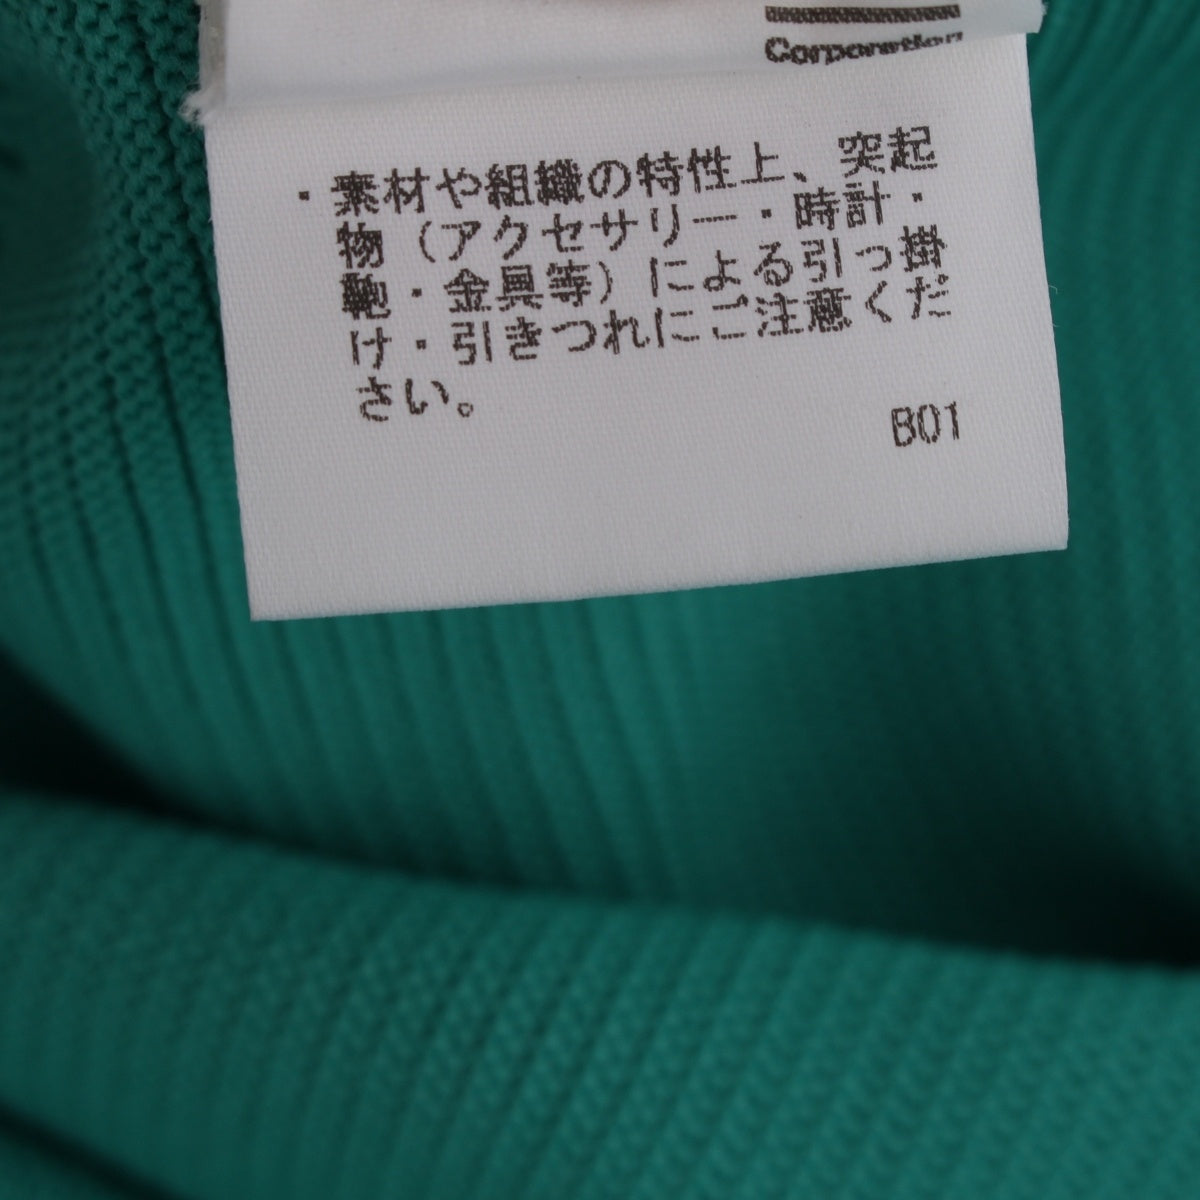 Corporation
・素材や組織の特性上、突起
物（アクセサリー・時計・
鞄・金具等）による引っ掛
け・引きつれにご注意くだ
さい。
B01